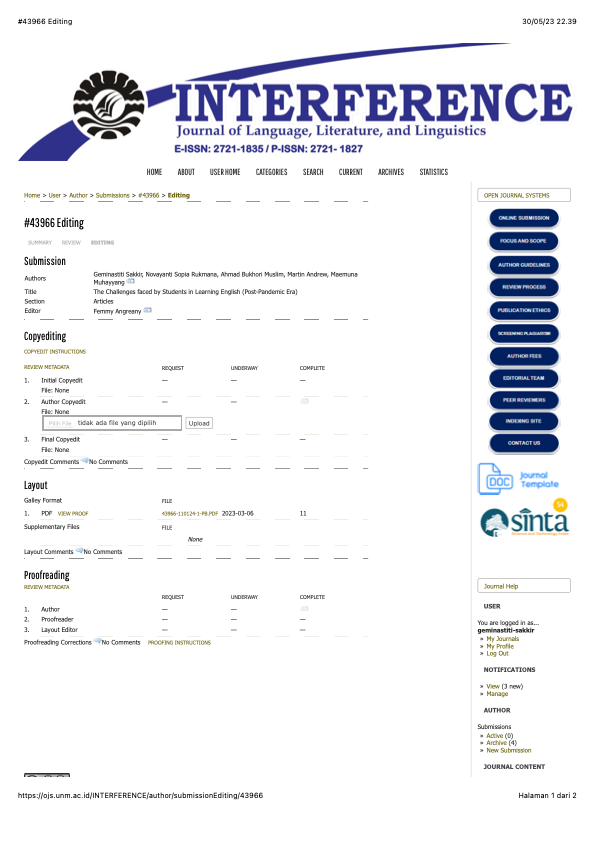 #43966 Editing
30/05/23 22.39
INTERFERENCE
Journal of Language, Literature, and Linguistics
E-ISSN: 2721-1835 / P-ISSN: 2721- 1827
HOME ABOUT USER HOME CATEGORIES SEARCH CURRENT ARCHIVES STATISTICS
Home > User > Author > Submissions > #43966 > Editing
#43966 Editing
SUMMARY REVIEW EDITING
Submission
Authors Geminastiti Sakkir, Novayanti Sopia Rukmana, Ahmad Bukhori Muslim, Martin Andrew, Maemuna
Muhayyang
Title The Challenges faced by Students in Learning English (Post-Pandemic Era)
Section Articles
Editor Femmy Angreany
Copyediting
COPYEDIT INSTRUCTIONS
REVIEW METADATA REQUEST UNDERWAY COMPLETE
1. Initial Copyedit — — —
File: None
2. Author Copyedit — —
File: None
Pilih File tidak ada file yang dipilih Upload
3. Final Copyedit — — —
File: None
Copyedit Comments No Comments
Layout
Galley Format FILE
1. PDF VIEW PROOF 43966-110124-1-PB.PDF 2023-03-06 11
Supplementary Files FILE
None
Layout Comments No Comments
Proofreading
REVIEW METADATA
REQUEST UNDERWAY COMPLETE
1. Author — —
2. Proofreader — — —
3. Layout Editor — — —
Proofreading Corrections No Comments PROOFING INSTRUCTIONS
OPEN JOURNAL SYSTEMS
ONLINE SUBMISSION
FOCUS AND SCOPE
AUTHOR GUIDELINES
REVIEW PROCESS
PUBLICATION ETHICS
SCREENING PLAGIARISM
AUTHOR FEES
EDITORIAL TEAM
PEER REVIEWERS
INDEXING SITE
CONTACT US
DOC
Journal
Template
S4
sinta
Science and Technology Index
Journal Help
USER
You are logged in as...
geminastiti-sakkir
» My Journals
» My Profile
» Log Out
NOTIFICATIONS
» View (3 new)
» Manage
AUTHOR
Submissions
» Active (0)
» Archive (4)
» New Submission
JOURNAL CONTENT
https://ojs.unm.ac.id/INTERFERENCE/author/submissionEditing/43966
Halaman 1 dari 2